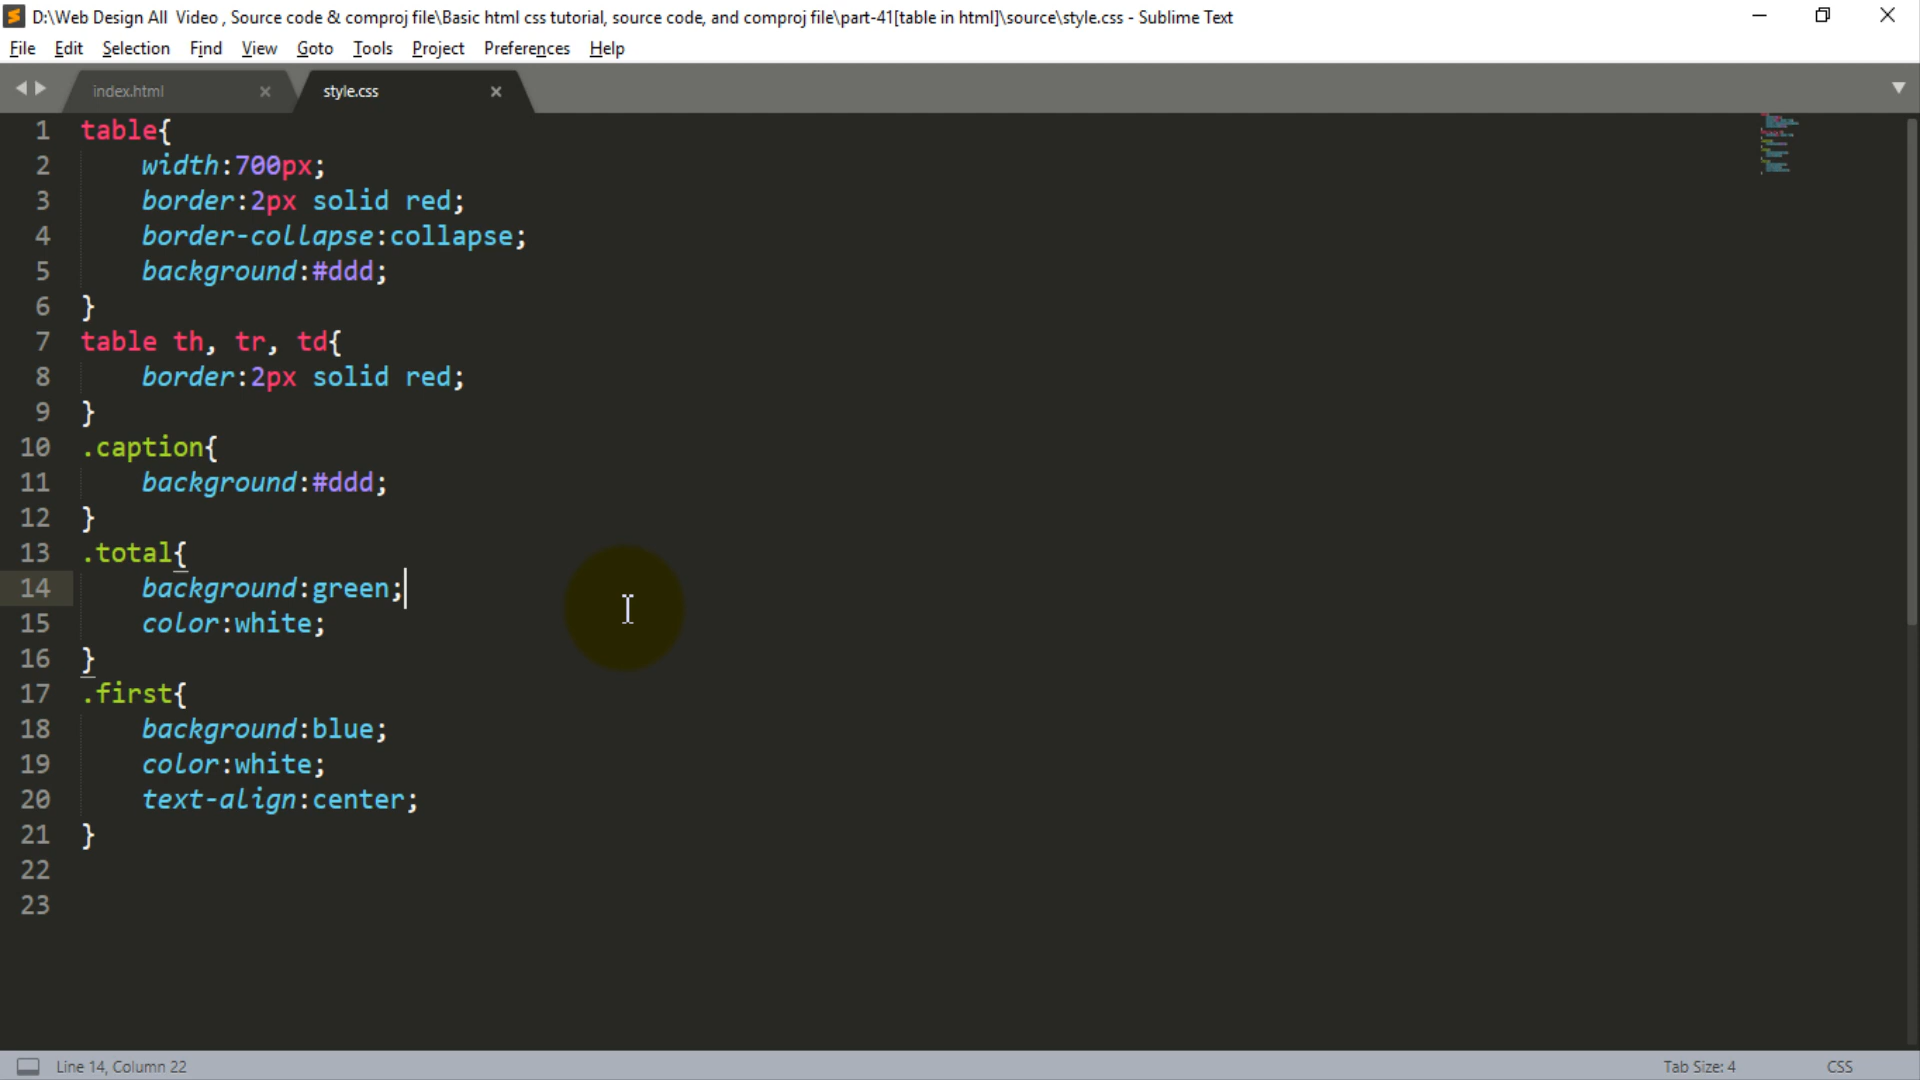 D:\Web Design All  Video , Source code & comproj file\Basic html css tutorial, source code, and comproj file\part-41[table in html]\source\style.css - Sublime Text
File Edit Selection Find View Goto Tools Project Preferences Help
index.html style.css
1 table{
2 width:700px;
3 border:2px solid red;
4 border-collapse:collapse;
5 background:#ddd;
6 }
7 table th, tr, td{
8 border:2px solid red;
9 }
10 .caption{
11 background:#ddd;
12 }
13 .total{
14 background:green;
15 color:white;
16 }
17 .first{
18 background:blue;
19 color:white;
20 text-align:center;
21 }
22
23
Line 14, Column 22 Tab Size: 4 CSS